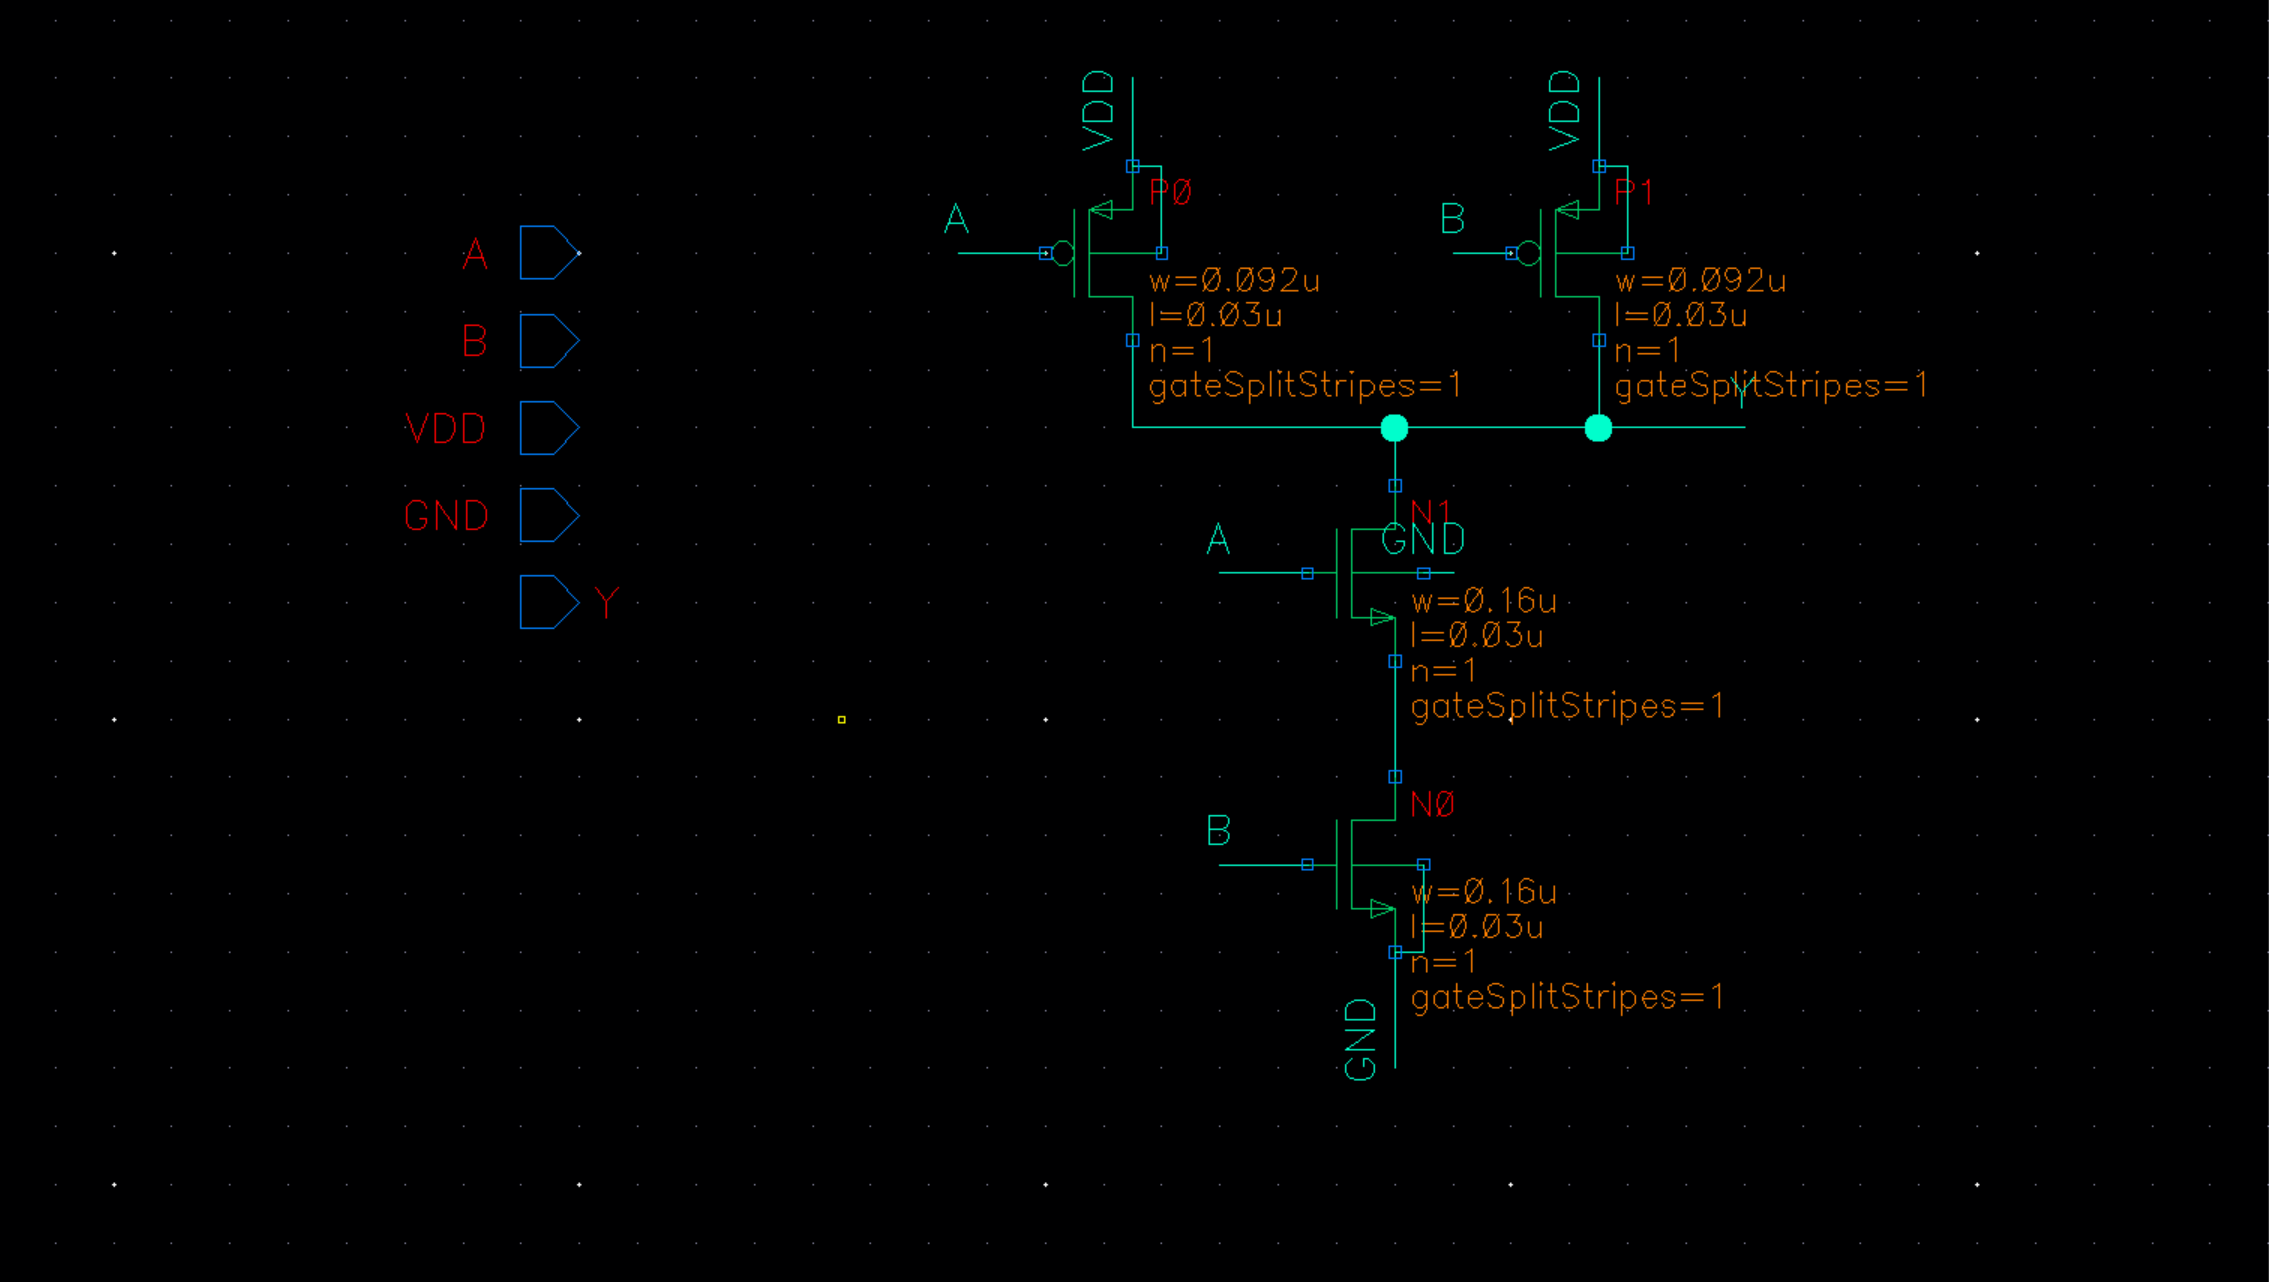 A
B
VDD
GND
Y
VDD
P0
A
w=0.092u
l=0.03u
n=1
gateSplitStripes=1
VDD
P1
B
w=0.092u
l=0.03u
n=1
gateSplitStripes=1
Y
N1
GND
A
w=0.16u
l=0.03u
n=1
gateSplitStripes=1
N0
B
w=0.16u
l=0.03u
n=1
gateSplitStripes=1
GND